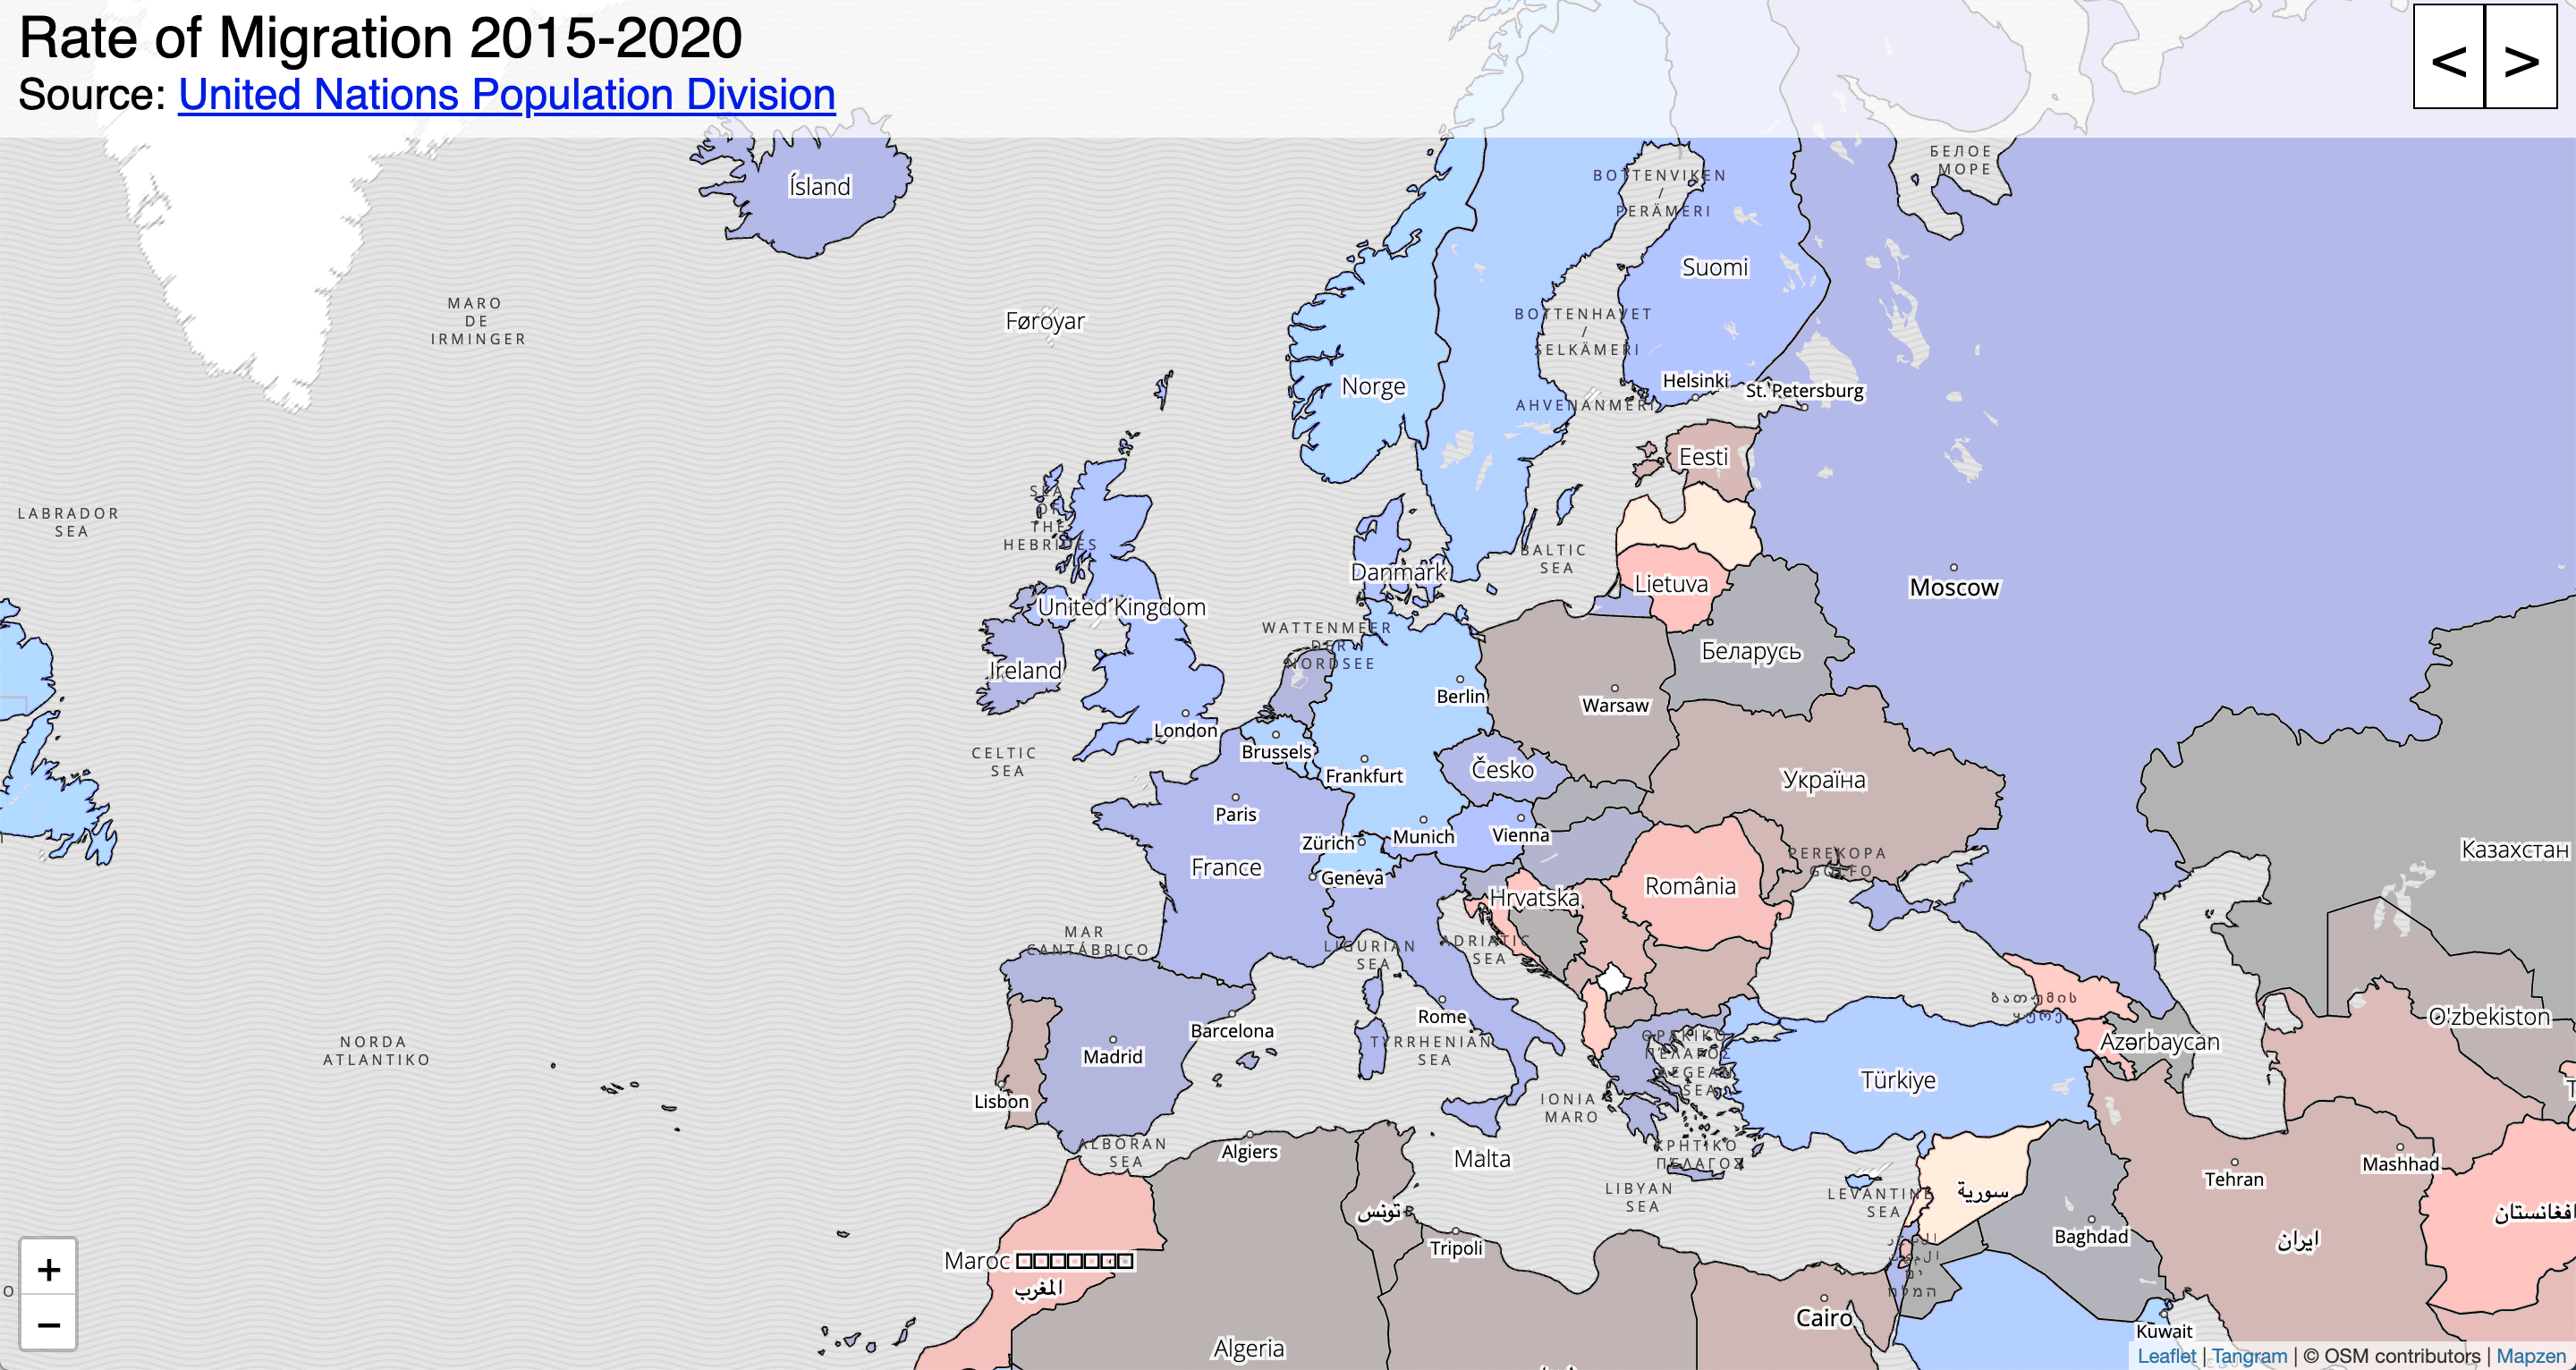 Rate of Migration 2015-2020
Source: United Nations Population Division
< >
БЕЛОЕ
МОРЕ
Ísland
BOTTENVIKEN
/
PERÄMERI
Suomi
MARO
DE
IRMINGER
Føroyar
BOTTENHAVET
/
SELKÄMERI
Norge
Helsinki
St. Petersburg
AHVENANMERI
Eesti
LABRADOR
SEA
SEA
OF
THE
HEBRIDES
BALTIC
SEA
Danmark
Lietuva
Moscow
United Kingdom
WATTENMEER
DER
NORDSEE
Ireland
Беларусь
Berlin
Warsaw
London
CELTIC
SEA
Brussels
Frankfurt
Česko
Україна
Paris
Zürich
Munich
Vienna
Казахстан
PEREKOPA
GOLFO
France
Geneva
România
Hrvatska
MAR
CANTÁBRICO
LIGURIAN
SEA
ADRIATIC
SEA
Rome
Barcelona
Madrid
NORDA
ATLANTIKO
TYRRHENIAN
SEA
ΘΡΑΚΙΚΟ
ΠΕΛΑΓΟΣ
AEGEAN
SEA
O'zbekiston
Azərbaycan
Türkiye
Lisbon
IONIA
MARO
ALBORAN
SEA
Algiers
Malta
ΚΡΗΤΙΚΟ
ΠΕΛΑΓΟΣ
LIBYAN
SEA
LEVANTINE
SEA
سورية
Tehran
Mashhad
تونس
Tripoli
Baghdad
ایران
افغانستان
Maroc
المغرب
Cairo
Kuwait
Algeria
+
−
Leaflet | Tangram | © OSM contributors | Mapzen